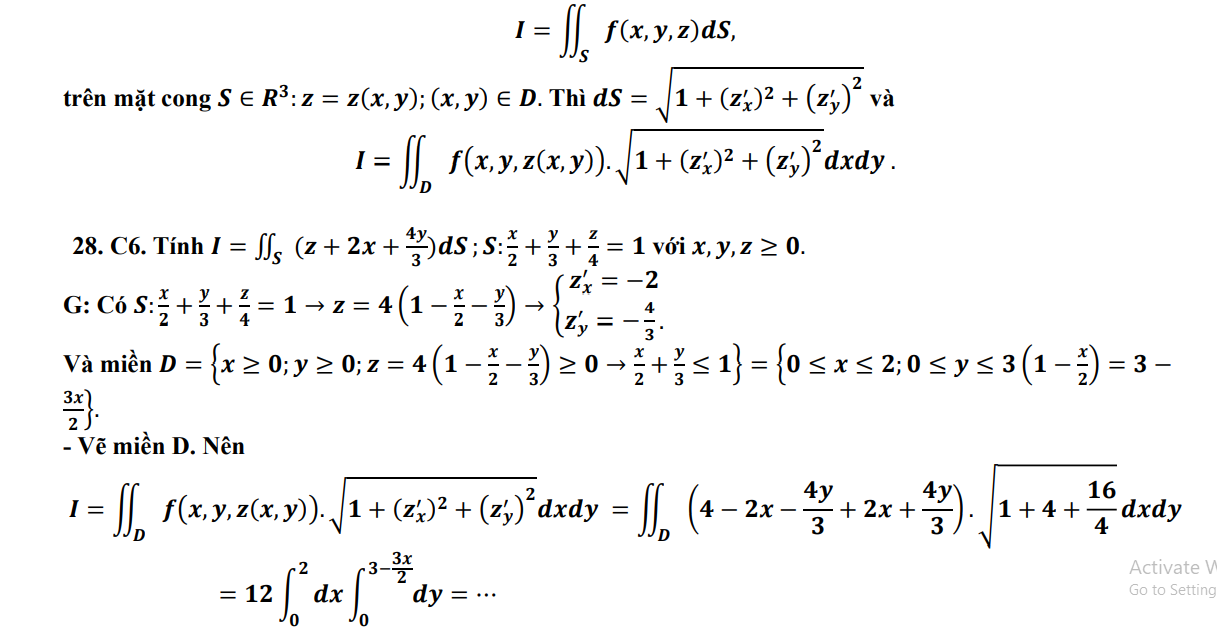 I = ∬_S f(x, y, z)dS,
trên mặt cong S ∈ R³: z = z(x, y); (x, y) ∈ D. Thì dS = √(1 + (z′ₓ)² + (z′_y)²) và
I = ∬_D f(x, y, z(x, y)). √(1 + (z′ₓ)² + (z′_y)²) dxdy .
28. C6. Tính I = ∬_S (z + 2x + 4y/3)dS ; S: x/2 + y/3 + z/4 = 1 với x, y, z ≥ 0.
G: Có S: x/2 + y/3 + z/4 = 1 → z = 4(1 − x/2 − y/3) → { z′ₓ = −2 ; z′_y = −4/3 .
Và miền D = {x ≥ 0; y ≥ 0; z = 4(1 − x/2 − y/3) ≥ 0 → x/2 + y/3 ≤ 1} = {0 ≤ x ≤ 2; 0 ≤ y ≤ 3(1 − x/2) = 3 −
3x/2}.
- Vẽ miền D. Nên
I = ∬_D f(x, y, z(x, y)). √(1 + (z′ₓ)² + (z′_y)²) dxdy = ∬_D (4 − 2x − 4y/3 + 2x + 4y/3). √(1 + 4 + 16/4) dxdy
= 12 ∫₀² dx ∫₀^(3−3x/2) dy = ⋯
Activate W
Go to Setting